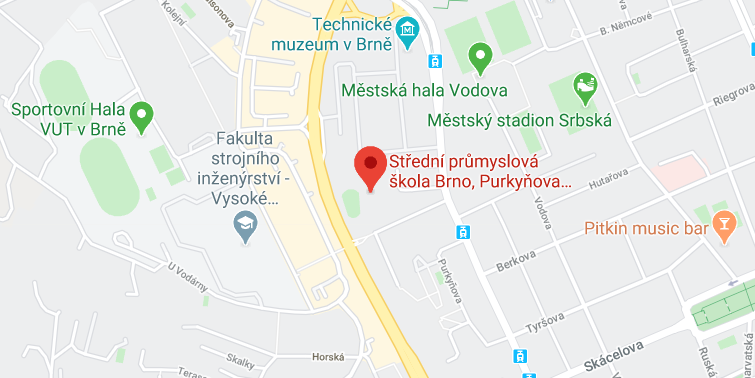 Kolejní
Technické
muzeum v Brně
B. Němcové
Bulharská
Riegrova
Městská hala Vodova
Městský stadion Srbská
Sportovní Hala
VUT v Brně
Fakulta
strojního
inženýrství -
Vysoké...
Střední průmyslová
škola Brno, Purkyňova...
Hutařova
Vodova
Pitkin music bar
Berkova
Purkyňova
U Vodárny
Tyršova
Skácelova
Horská
Skalky
Ruská